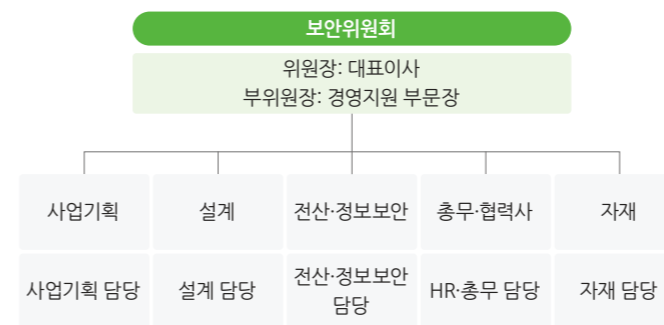 보안위원회
위원장: 대표이사
부위원장: 경영지원 부문장
사업기획
설계
전산·정보보안
총무·협력사
자재
사업기획 담당
설계 담당
전산·정보보안
담당
HR·총무 담당
자재 담당